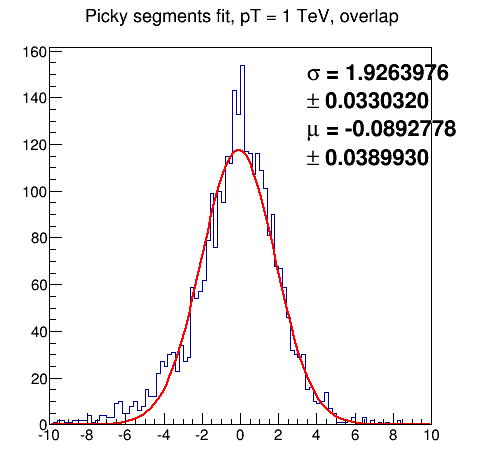 Picky segments fit, pT = 1 TeV, overlap
σ = 1.9263976
± 0.0330320
μ = -0.0892778
± 0.0389930
160
140
120
100
80
60
40
20
0
-10 -8 -6 -4 -2 0 2 4 6 8 10